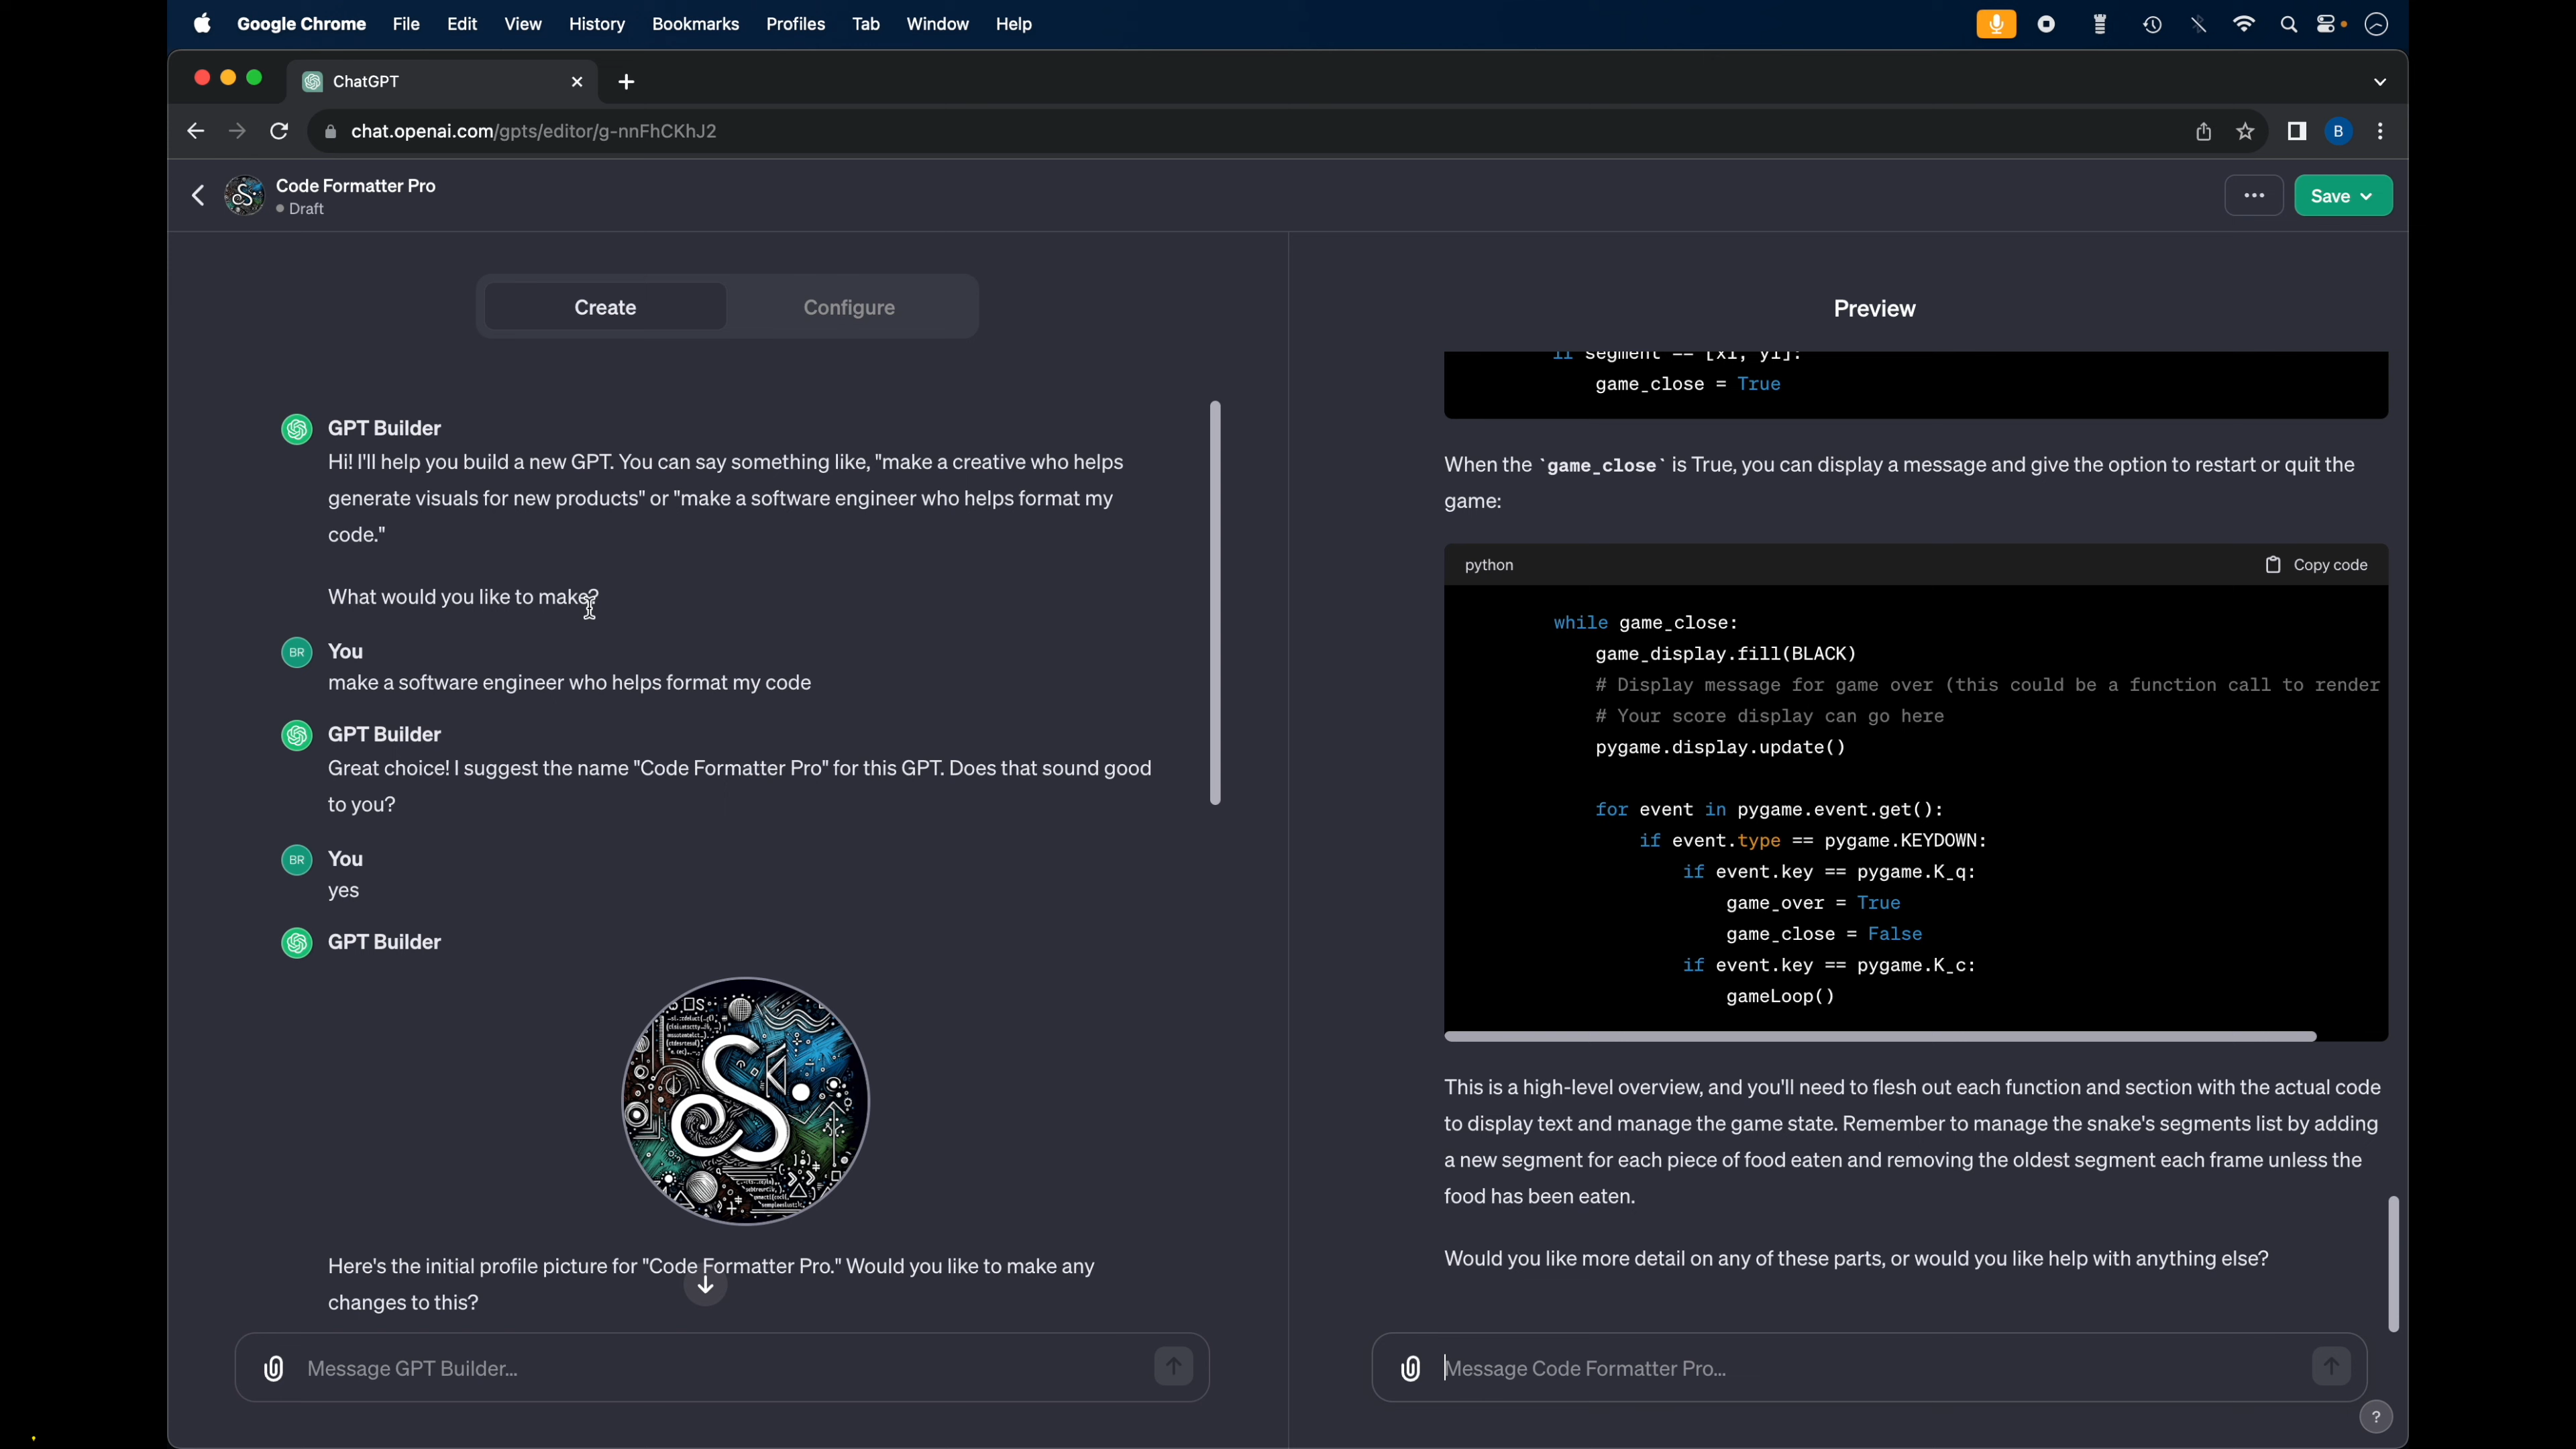 Google Chrome File Edit View History Bookmarks Profiles Tab Window Help
ChatGPT
chat.openai.com/gpts/editor/g-nnFhCKhJ2
B
Code Formatter Pro
Draft
Save
Create
Configure
GPT Builder
Hi! I'll help you build a new GPT. You can say something like, "make a creative who helps
generate visuals for new products" or "make a software engineer who helps format my
code."
What would you like to make?
BR
You
make a software engineer who helps format my code
GPT Builder
Great choice! I suggest the name "Code Formatter Pro" for this GPT. Does that sound good
to you?
BR
You
yes
GPT Builder
Here's the initial profile picture for "Code Formatter Pro." Would you like to make any
changes to this?
Message GPT Builder...
Preview
if segment == [x1, y1]:
game_close = True
When the `game_close` is True, you can display a message and give the option to restart or quit the
game:
python
Copy code
while game_close:
game_display.fill(BLACK)
# Display message for game over (this could be a function call to render
# Your score display can go here
pygame.display.update()
for event in pygame.event.get():
if event.type == pygame.KEYDOWN:
if event.key == pygame.K_q:
game_over = True
game_close = False
if event.key == pygame.K_c:
gameLoop()
This is a high-level overview, and you'll need to flesh out each function and section with the actual code
to display text and manage the game state. Remember to manage the snake's segments list by adding
a new segment for each piece of food eaten and removing the oldest segment each frame unless the
food has been eaten.
Would you like more detail on any of these parts, or would you like help with anything else?
Message Code Formatter Pro...
?